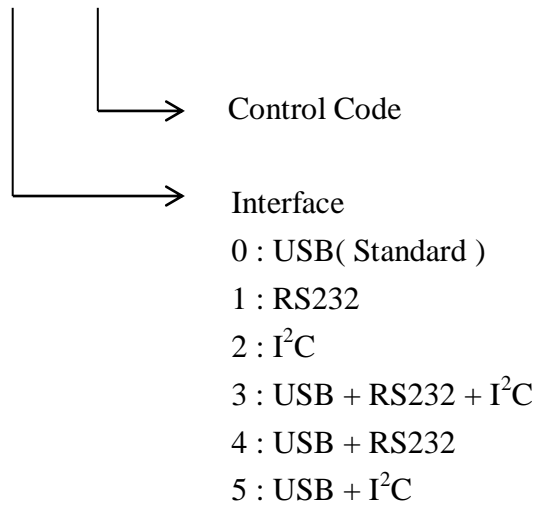 Control Code
Interface
0 : USB( Standard )
1 : RS232
2 : I²C
3 : USB + RS232 + I²C
4 : USB + RS232
5 : USB + I²C